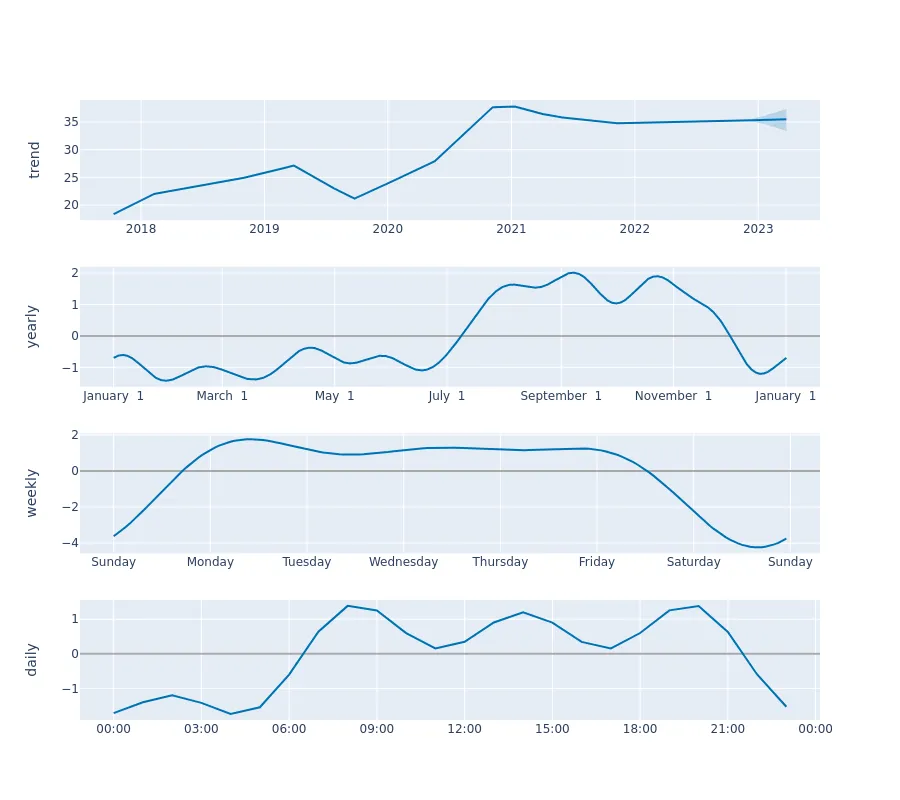 trend
35
30
25
20
2018 2019 2020 2021 2022 2023
yearly
2
1
0
−1
January 1 March 1 May 1 July 1 September 1 November 1 January 1
weekly
2
0
−2
−4
Sunday Monday Tuesday Wednesday Thursday Friday Saturday Sunday
daily
1
0
−1
00:00 03:00 06:00 09:00 12:00 15:00 18:00 21:00 00:00